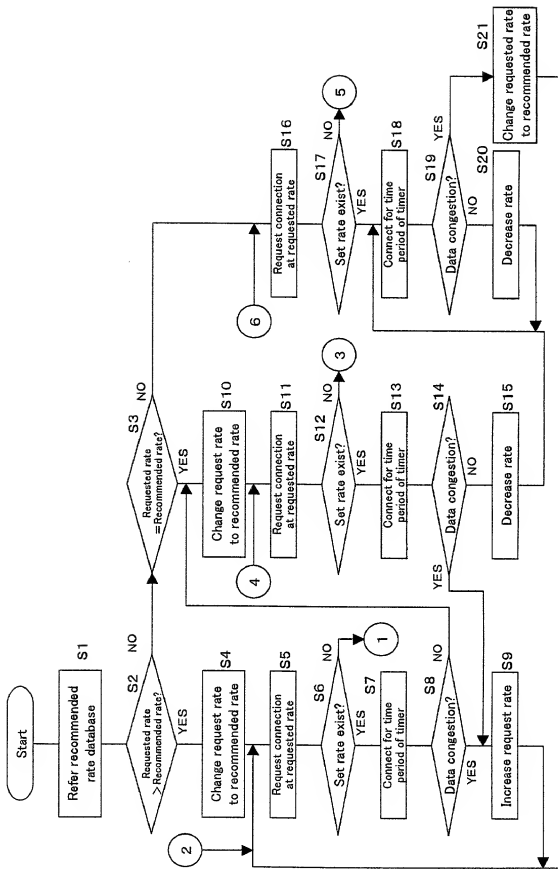 Start
Refer recommended
rate database
S1
Requested rate
> Recommended rate?
S2
NO
YES
Change request rate
to recommended rate
S4
2
Request connection
at requested rate
S5
Set rate exist?
S6
NO
1
YES
Connect for time
period of timer
S7
Data congestion?
S8
NO
YES
Increase request rate
S9
Requested rate
=Recommended rate?
S3
NO
YES
Change request rate
to recommended rate
S10
4
Request connection
at requested rate
S11
Set rate exist?
S12
NO
3
YES
Connect for time
period of timer
S13
Data congestion?
S14
YES
NO
Decrease rate
S15
6
Request connection
at requested rate
S16
Set rate exist?
S17
NO
5
YES
Connect for time
period of timer
S18
Data congestion?
S19
YES
NO
Decrease rate
S20
Change requested rate
to recommended rate
S21